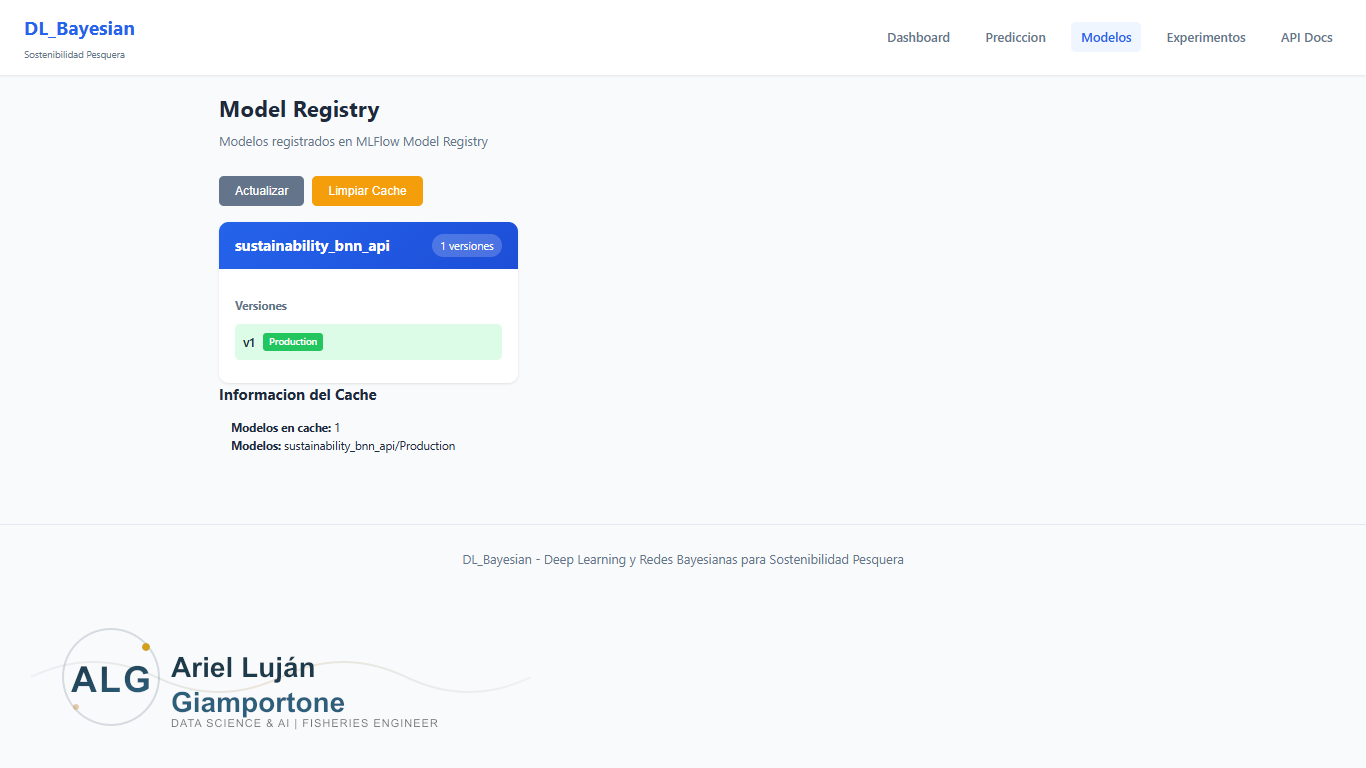 DL_Bayesian
Sostenibilidad Pesquera
Dashboard
Prediccion
Modelos
Experimentos
API Docs
Model Registry
Modelos registrados en MLFlow Model Registry
Actualizar
Limpiar Cache
sustainability_bnn_api
1 versiones
Versiones
v1 Production
Informacion del Cache
Modelos en cache: 1
Modelos: sustainability_bnn_api/Production
DL_Bayesian - Deep Learning y Redes Bayesianas para Sostenibilidad Pesquera
ALG
Ariel Luján
Giamportone
DATA SCIENCE & AI | FISHERIES ENGINEER